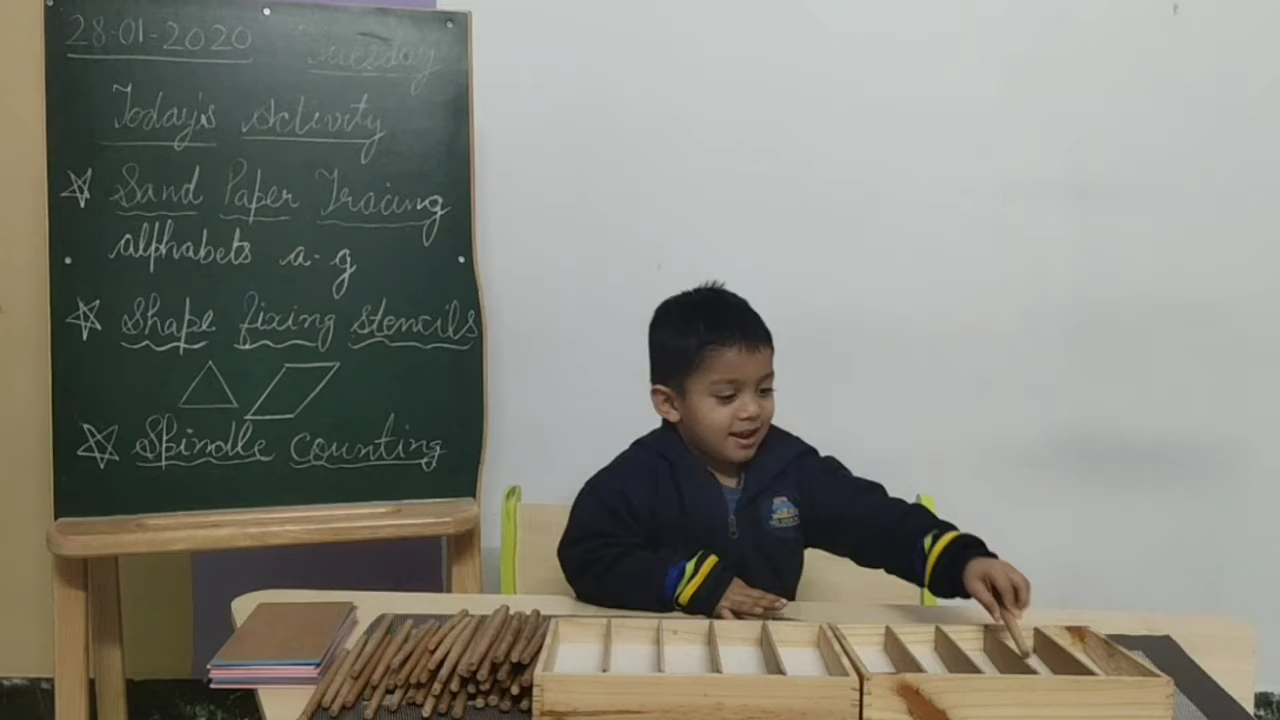 28-01-2020 Tuesday
Today's Activity
Sand Paper Tracing
alphabets a-g
Shape fixing stencils
Spindle counting